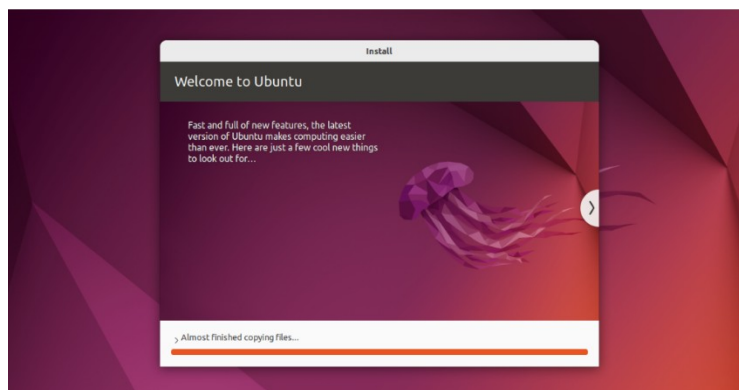 Install
Welcome to Ubuntu
Fast and full of new features, the latest
version of Ubuntu makes computing easier
than ever. Here are just a few cool new things
to look out for...
Almost finished copying files...